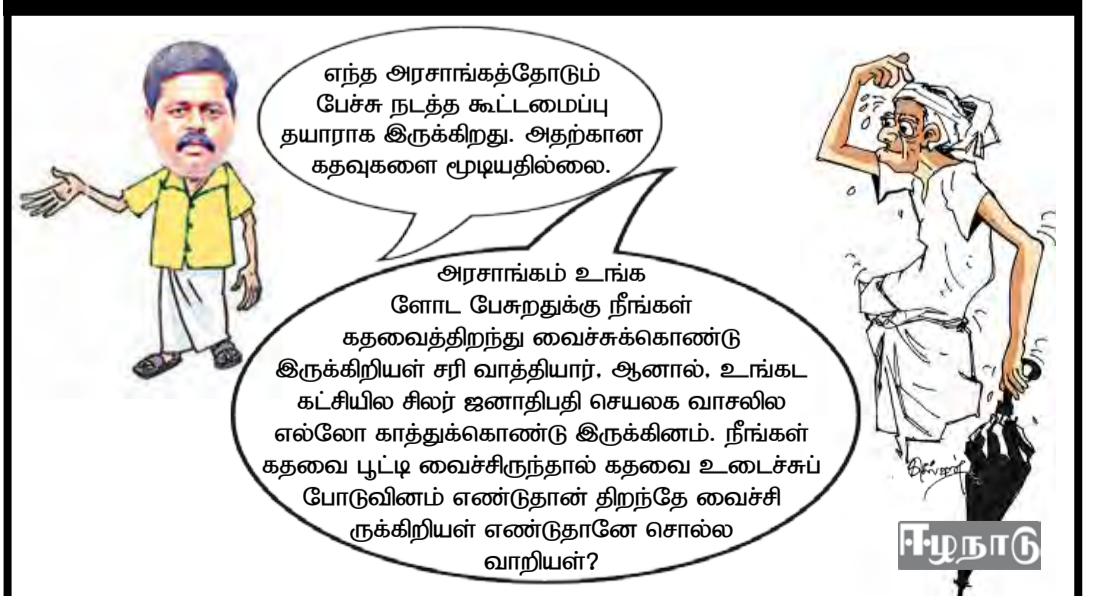 எந்த அரசாங்கத்தோடும்
பேச்சு நடத்த கூட்டமைப்பு
தயாராக இருக்கிறது. அதற்கான
கதவுகளை மூடியதில்லை.
அரசாங்கம் உங்க
ளோட பேசுறதுக்கு நீங்கள்
கதவைத்திறந்து வைச்சுக்கொண்டு
இருக்கிறியள் சரி வாத்தியார், ஆனால், உங்கட
கட்சியில சிலர் ஜனாதிபதி செயலக வாசலில
எல்லோ காத்துக்கொண்டு இருக்கினம். நீங்கள்
கதவை பூட்டி வைச்சிருந்தால் கதவை உடைச்சுப்
போடுவினம் எண்டுதான் திறந்தே வைச்சி
ருக்கிறியள் எண்டுதானே சொல்ல
வாறியள்?
ஈழநாடு